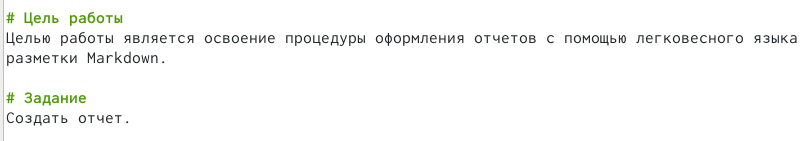 # Цель работы
Целью работы является освоение процедуры оформления отчетов с помощью легковесного языка
разметки Markdown.
# Задание
Создать отчет.